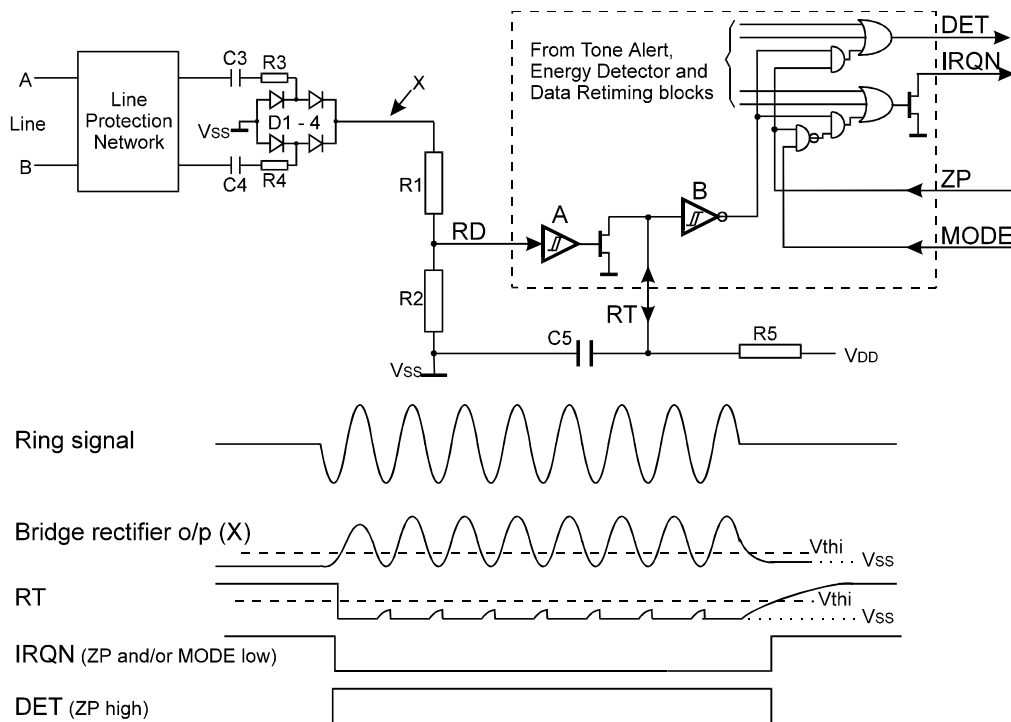 DET
IRQN
From Tone Alert,
Energy Detector and
Data Retiming blocks
C3
R3
X
A
Line
Protection
Network
Line
VSS
D1 - 4
B
C4
R4
R1
A
B
ZP
RD
MODE
R2
RT
C5
R5
VSS
VDD
Ring signal
Bridge rectifier o/p (X)
Vthi
VSS
RT
Vthi
VSS
IRQN (ZP and/or MODE low)
DET (ZP high)